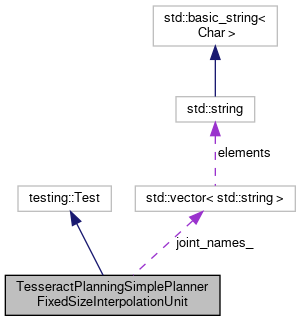 std::basic_string<
Char >
std::string
elements
testing::Test
std::vector< std::string >
joint_names_
TesseractPlanningSimplePlanner
FixedSizeInterpolationUnit